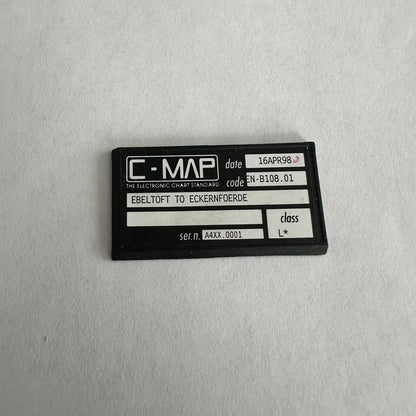 C-MAP
THE ELECTRONIC CHART STANDARD
date 16APR98
code EN-B108.01
EBELTOFT TO ECKERNFOERDE
class
L*
ser.n. A4XX.0001